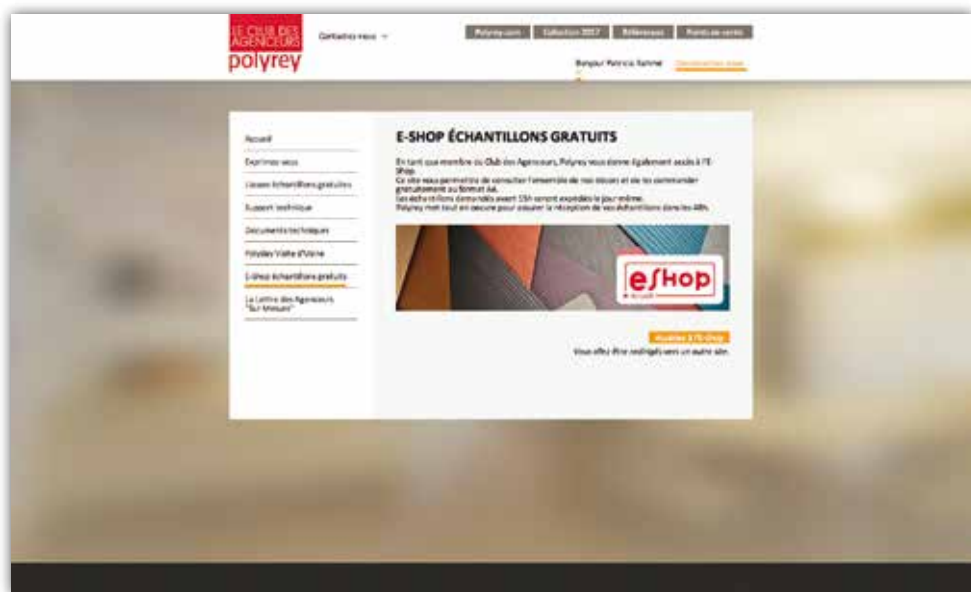 LE CLUB DES
AGENCEURS
polyrey
Contactez-nous
Polyrey.com
Collection 2017
Références
Points de vente
Bonjour Patricia
Accueil
Exprimez-vous
Liasses échantillons gratuites
Support technique
Documents techniques
Polyday Visite d'Usine
E-Shop échantillons gratuits
La Lettre des Agenceurs
"Sur-Mesure"
E-SHOP ÉCHANTILLONS GRATUITS
En tant que membre du Club des Agenceurs, Polyrey vous donne également accès à l'E-
Shop.
Ce site vous permettra de consulter l'ensemble de nos décors et de les commander
gratuitement au format A4.
Les échantillons demandés avant 15h seront expédiés le jour même.
Polyrey met tout en oeuvre pour assurer la réception de vos échantillons dans les 48h.
eshop
Accédez à l'E-Shop
Vous allez être redirigés vers un autre site.